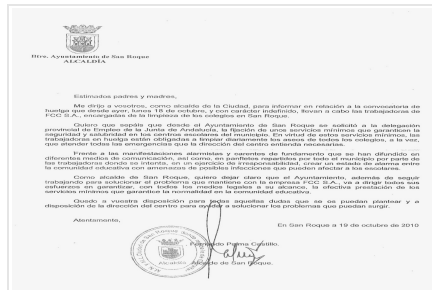 Iltre. Ayuntamiento de San Roque
ALCALDÍA
Estimados padres y madres,
Me dirijo a vosotros, como alcalde de la Ciudad, para informar en relación a la convocatoria de
huelga que desde ayer, lunes 18 de octubre, y con carácter indefinido, llevan a cabo las trabajadoras de
FCC S.A., encargadas de la limpieza de los colegios en San Roque.
Quiero que sepáis que desde el Ayuntamiento de San Roque se solicitó a la delegación
provincial de Empleo de la Junta de Andalucía, la fijación de unos servicios mínimos que garanticen la
seguridad y salubridad en los centros escolares del municipio. En virtud de estos servicios mínimos, las
trabajadoras en huelga están obligadas a limpiar diariamente los aseos de todos los colegios, a la vez,
que atender todas las emergencias que la dirección del centro entienda necesarias.
Frente a las manifestaciones alarmistas y carentes de fundamento que se han difundido en
diferentes medios de comunicación, así como, en panfletos repartidos por todo el municipio por parte de
las trabajadoras donde se intenta, en un ejercicio de irresponsabilidad, crear un estado de alarma entre
la comunidad educativa con amenazas de posibles infecciones que pueden afectar a los escolares.
Como alcalde de San Roque, quiero dejar claro que el Ayuntamiento, además de seguir
trabajando para solucionar el problema que mantiene con la empresa FCC S.A., va a dirigir todos sus
esfuerzos en garantizar, con todos los medios legales a su alcance, la efectiva prestación de los
servicios mínimos que garanticen la normalidad en la comunidad educativa.
Quedo a vuestra disposición para todas aquellas dudas que se os puedan plantear y a
disposición de la dirección del centro para ayudar a solucionar los problemas que puedan surgir.
Atentamente,
En San Roque a 19 de octubre de 2010
Fernando Palma Castillo,
Alcalde de San Roque.